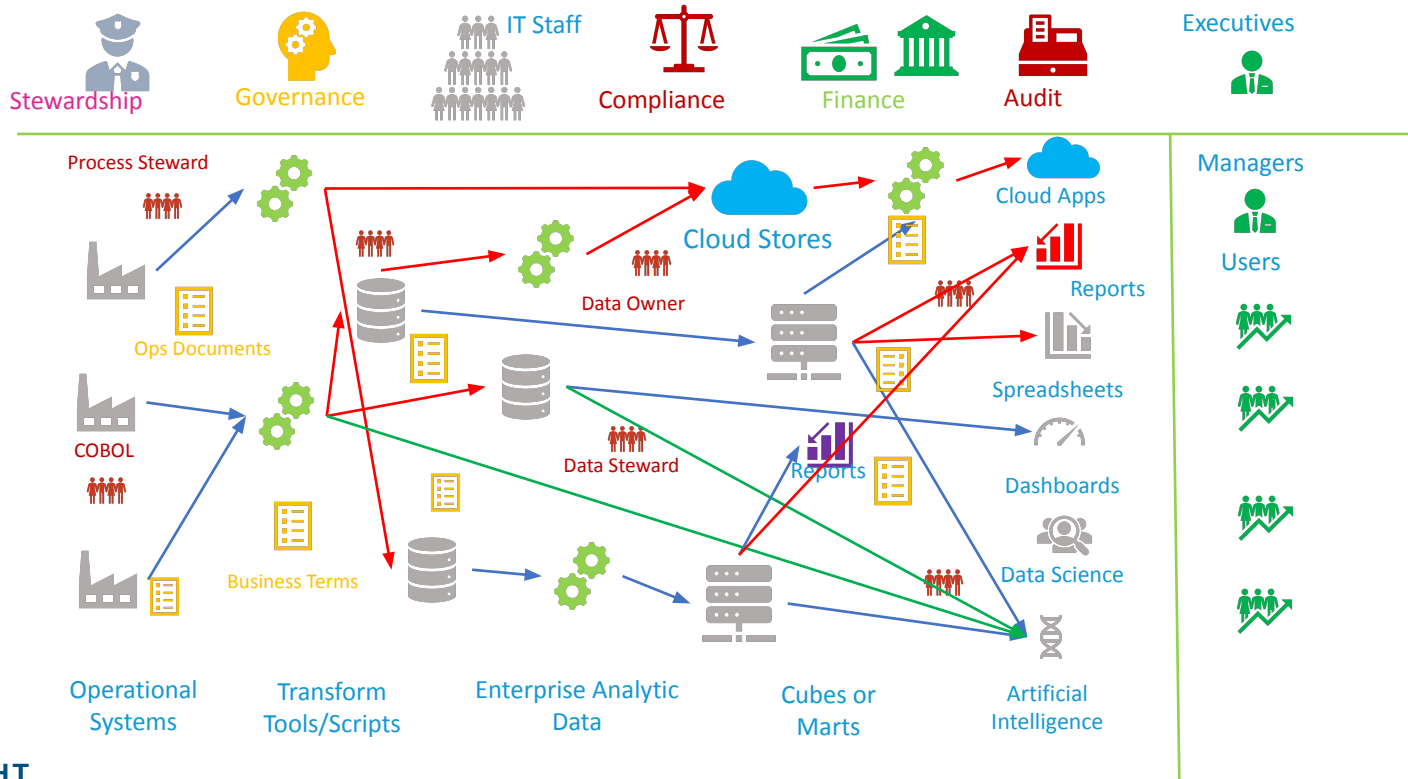 IT Staff
Executives
Stewardship
Governance
Compliance
Finance
Audit
Process Steward
Managers
Cloud Apps
Cloud Stores
Users
Data Owner
Reports
Ops Documents
Spreadsheets
COBOL
Data Steward
Reports
Dashboards
Business Terms
Data Science
Operational
Systems
Transform
Tools/Scripts
Enterprise Analytic
Data
Cubes or
Marts
Artificial
Intelligence